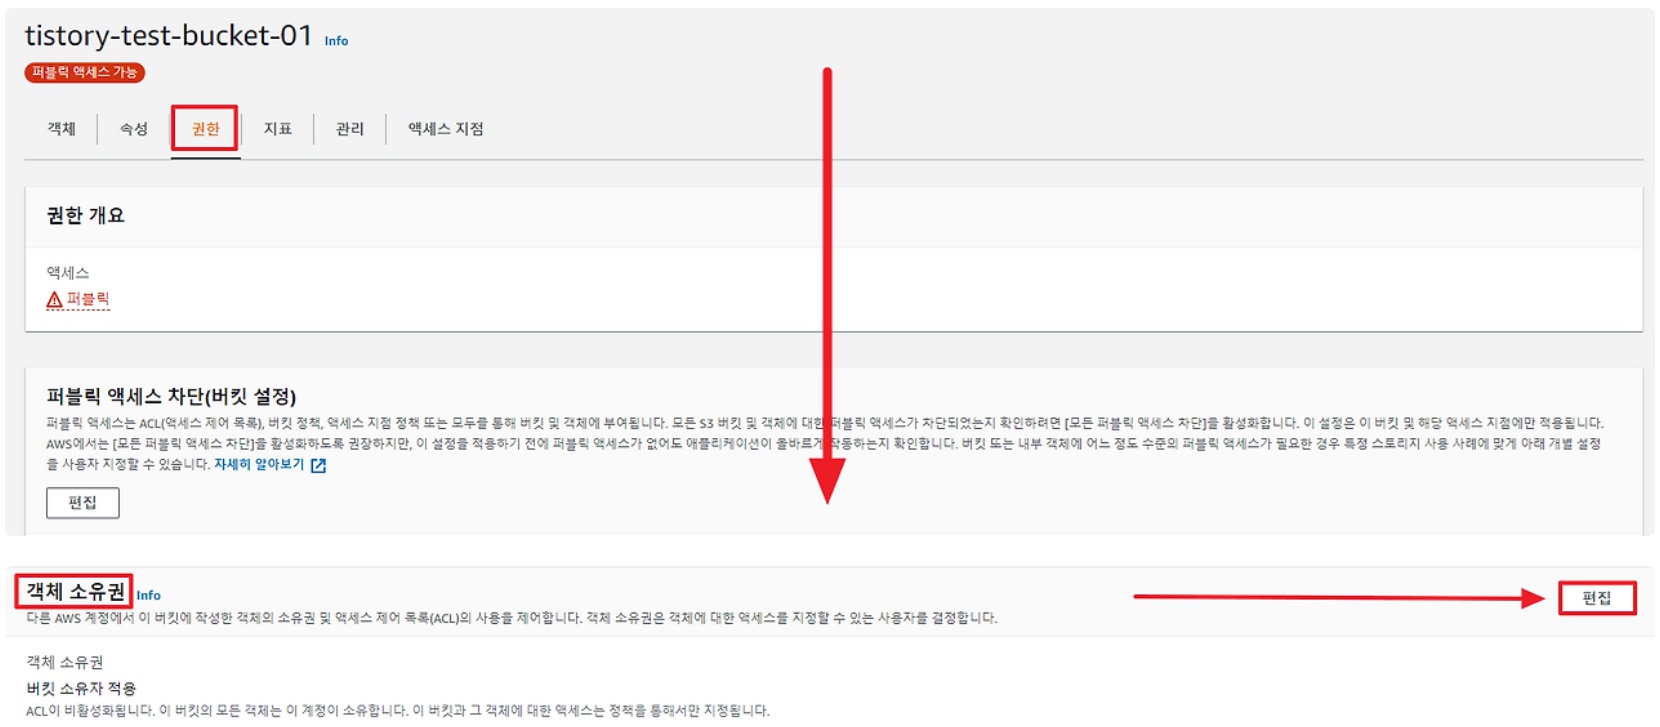 tistory-test-bucket-01 Info
퍼블릭 액세스 가능
객체 속성 권한 지표 관리 액세스 지점
권한 개요
액세스
퍼블릭
퍼블릭 액세스 차단(버킷 설정)
퍼블릭 액세스는 ACL(액세스 제어 목록), 버킷 정책, 액세스 지점 정책 또는 모두를 통해 버킷 및 객체에 부여됩니다. 모든 S3 버킷 및 객체에 대한 퍼블릭 액세스가 차단되었는지 확인하려면 [모든 퍼블릭 액세스 차단]을 활성화합니다. 이 설정은 이 버킷 및 해당 액세스 지점에만 적용됩니다.
AWS에서는 [모든 퍼블릭 액세스 차단]을 활성화하도록 권장하지만, 이 설정을 적용하기 전에 퍼블릭 액세스가 없어도 애플리케이션이 올바르게 작동하는지 확인합니다. 버킷 또는 내부 객체에 어느 정도 수준의 퍼블릭 액세스가 필요한 경우 특정 스토리지 사용 사례에 맞게 아래 개별 설정
을 사용자 지정할 수 있습니다. 자세히 알아보기
편집
객체 소유권 Info
편집
다른 AWS 계정에서 이 버킷에 작성한 객체의 소유권 및 액세스 제어 목록(ACL)의 사용을 제어합니다. 객체 소유권은 객체에 대한 액세스를 지정할 수 있는 사용자를 결정합니다.
객체 소유권
버킷 소유자 적용
ACL이 비활성화됩니다. 이 버킷의 모든 객체는 이 계정이 소유합니다. 이 버킷과 그 객체에 대한 액세스는 정책을 통해서만 지정됩니다.